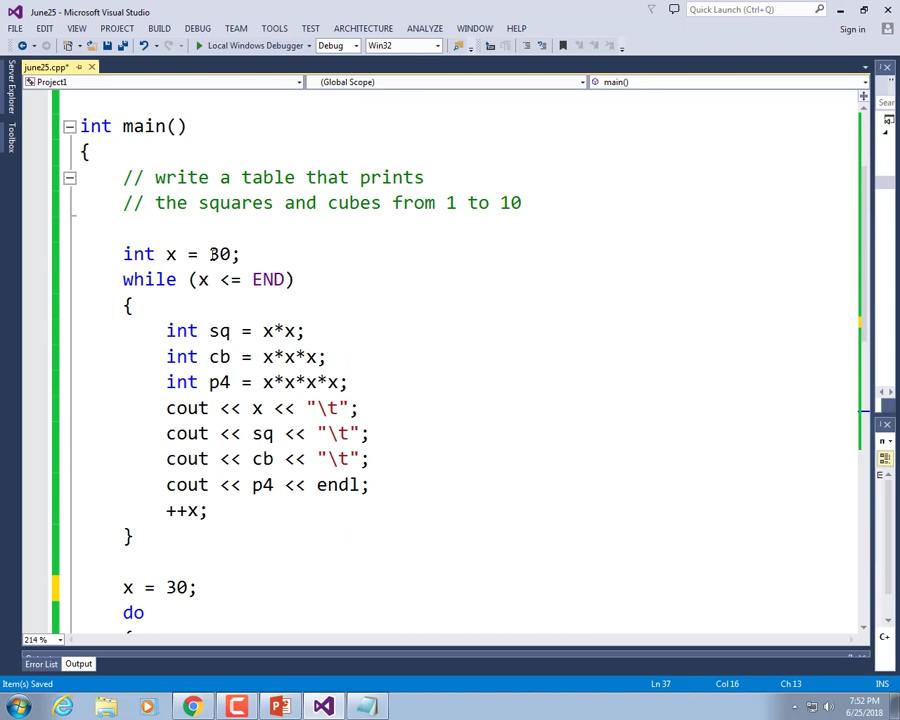 June25 - Microsoft Visual Studio
Quick Launch (Ctrl+Q)
FILE EDIT VIEW PROJECT BUILD DEBUG TEAM TOOLS TEST ARCHITECTURE ANALYZE WINDOW HELP
Sign in
Local Windows Debugger Debug Win32
Server Explorer
Toolbox
june25.cpp*
Project1 (Global Scope) main()
Sear
int main()
{
// write a table that prints
// the squares and cubes from 1 to 10
int x = 30;
while (x <= END)
{
int sq = x*x;
int cb = x*x*x;
int p4 = x*x*x*x;
cout << x << "\t";
cout << sq << "\t";
cout << cb << "\t";
cout << p4 << endl;
++x;
}
x = 30;
do
214 %
C+
Error List Output
Item(s) Saved Ln 37 Col 16 Ch 13 INS
7:52 PM
6/25/2018